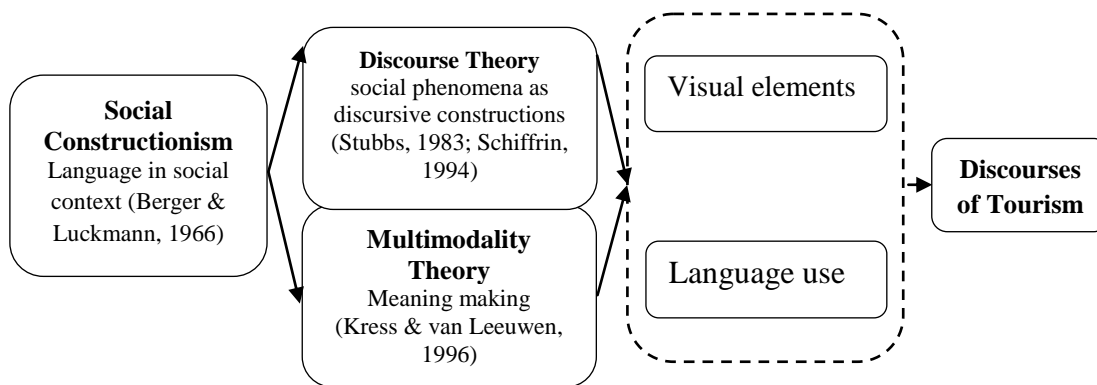 Social
Constructionism
Language in social
context (Berger &
Luckmann, 1966)
Discourse Theory
social phenomena as
discursive constructions
(Stubbs, 1983; Schiffrin,
1994)
Multimodality
Theory
Meaning making
(Kress & van Leeuwen,
1996)
Visual elements
Language use
Discourses
of Tourism